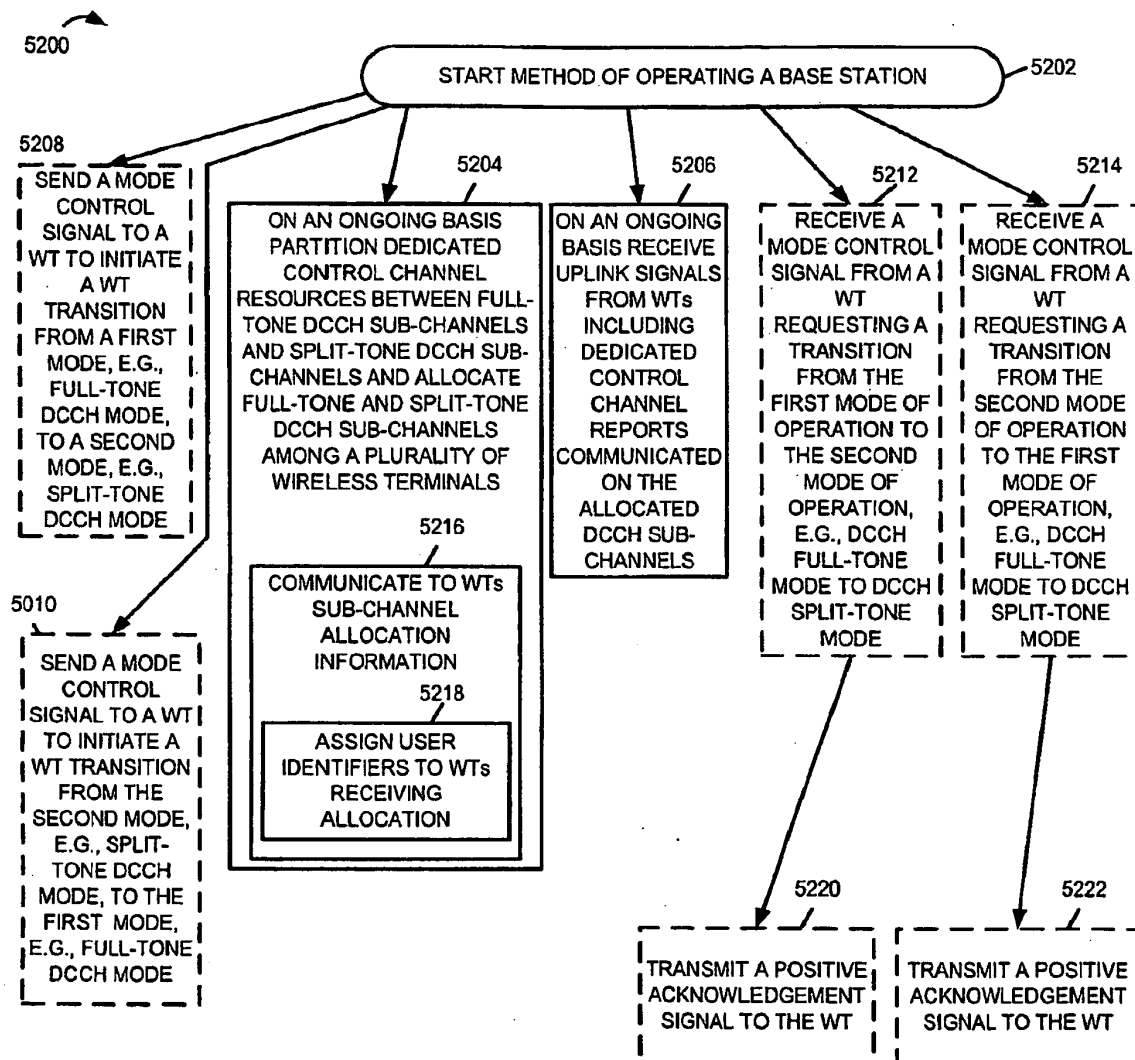 5200
START METHOD OF OPERATING A BASE STATION
5202
5208
SEND A MODE
CONTROL
SIGNAL TO A
WT TO INITIATE
A WT
TRANSITION
FROM A FIRST
MODE, E.G.,
FULL-TONE
DCCH MODE,
TO A SECOND
MODE, E.G.,
SPLIT-TONE
DCCH MODE
5010
SEND A MODE
CONTROL
SIGNAL TO A WT
TO INITIATE A
WT TRANSITION
FROM THE
SECOND MODE,
E.G., SPLIT-
TONE DCCH
MODE, TO THE
FIRST MODE,
E.G., FULL-TONE
DCCH MODE
5204
ON AN ONGOING BASIS
PARTITION DEDICATED
CONTROL CHANNEL
RESOURCES BETWEEN FULL-
TONE DCCH SUB-CHANNELS
AND SPLIT-TONE DCCH SUB-
CHANNELS AND ALLOCATE
FULL-TONE AND SPLIT-TONE
DCCH SUB-CHANNELS
AMONG A PLURALITY OF
WIRELESS TERMINALS
5216
COMMUNICATE TO WTs
SUB-CHANNEL
ALLOCATION
INFORMATION
5218
ASSIGN USER
IDENTIFIERS TO WTs
RECEIVING
ALLOCATION
5206
ON AN ONGOING
BASIS RECEIVE
UPLINK SIGNALS
FROM WTs
INCLUDING
DEDICATED
CONTROL
CHANNEL
REPORTS
COMMUNICATED
ON THE
ALLOCATED
DCCH SUB-
CHANNELS
5212
RECEIVE A
MODE CONTROL
SIGNAL FROM A
WT
REQUESTING A
TRANSITION
FROM THE
FIRST MODE OF
OPERATION TO
THE SECOND
MODE OF
OPERATION,
E.G., DCCH
FULL-TONE
MODE TO DCCH
SPLIT-TONE
MODE
5214
RECEIVE A
MODE CONTROL
SIGNAL FROM A
WT
REQUESTING A
TRANSITION
FROM THE
SECOND MODE
OF OPERATION
TO THE FIRST
MODE OF
OPERATION,
E.G., DCCH
FULL-TONE
MODE TO DCCH
SPLIT-TONE
MODE
5220
TRANSMIT A POSITIVE
ACKNOWLEDGEMENT
SIGNAL TO THE WT
5222
TRANSMIT A POSITIVE
ACKNOWLEDGEMENT
SIGNAL TO THE WT